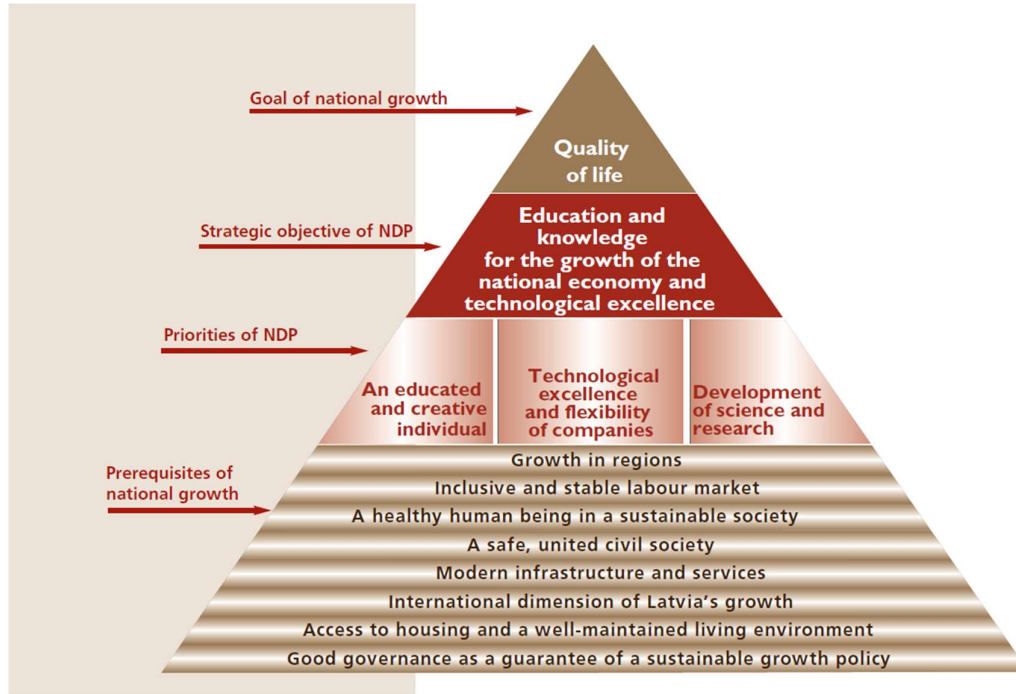 Goal of national growth
Quality
of life
Strategic objective of NDP
Education and
knowledge
for the growth of the
national economy and
technological excellence
Priorities of NDP
An educated
and creative
individual
Technological
excellence
and flexibility
of companies
Development
of science and
research
Prerequisites of
national growth
Growth in regions
Inclusive and stable labour market
A healthy human being in a sustainable society
A safe, united civil society
Modern infrastructure and services
International dimension of Latvia's growth
Access to housing and a well-maintained living environment
Good governance as a guarantee of a sustainable growth policy